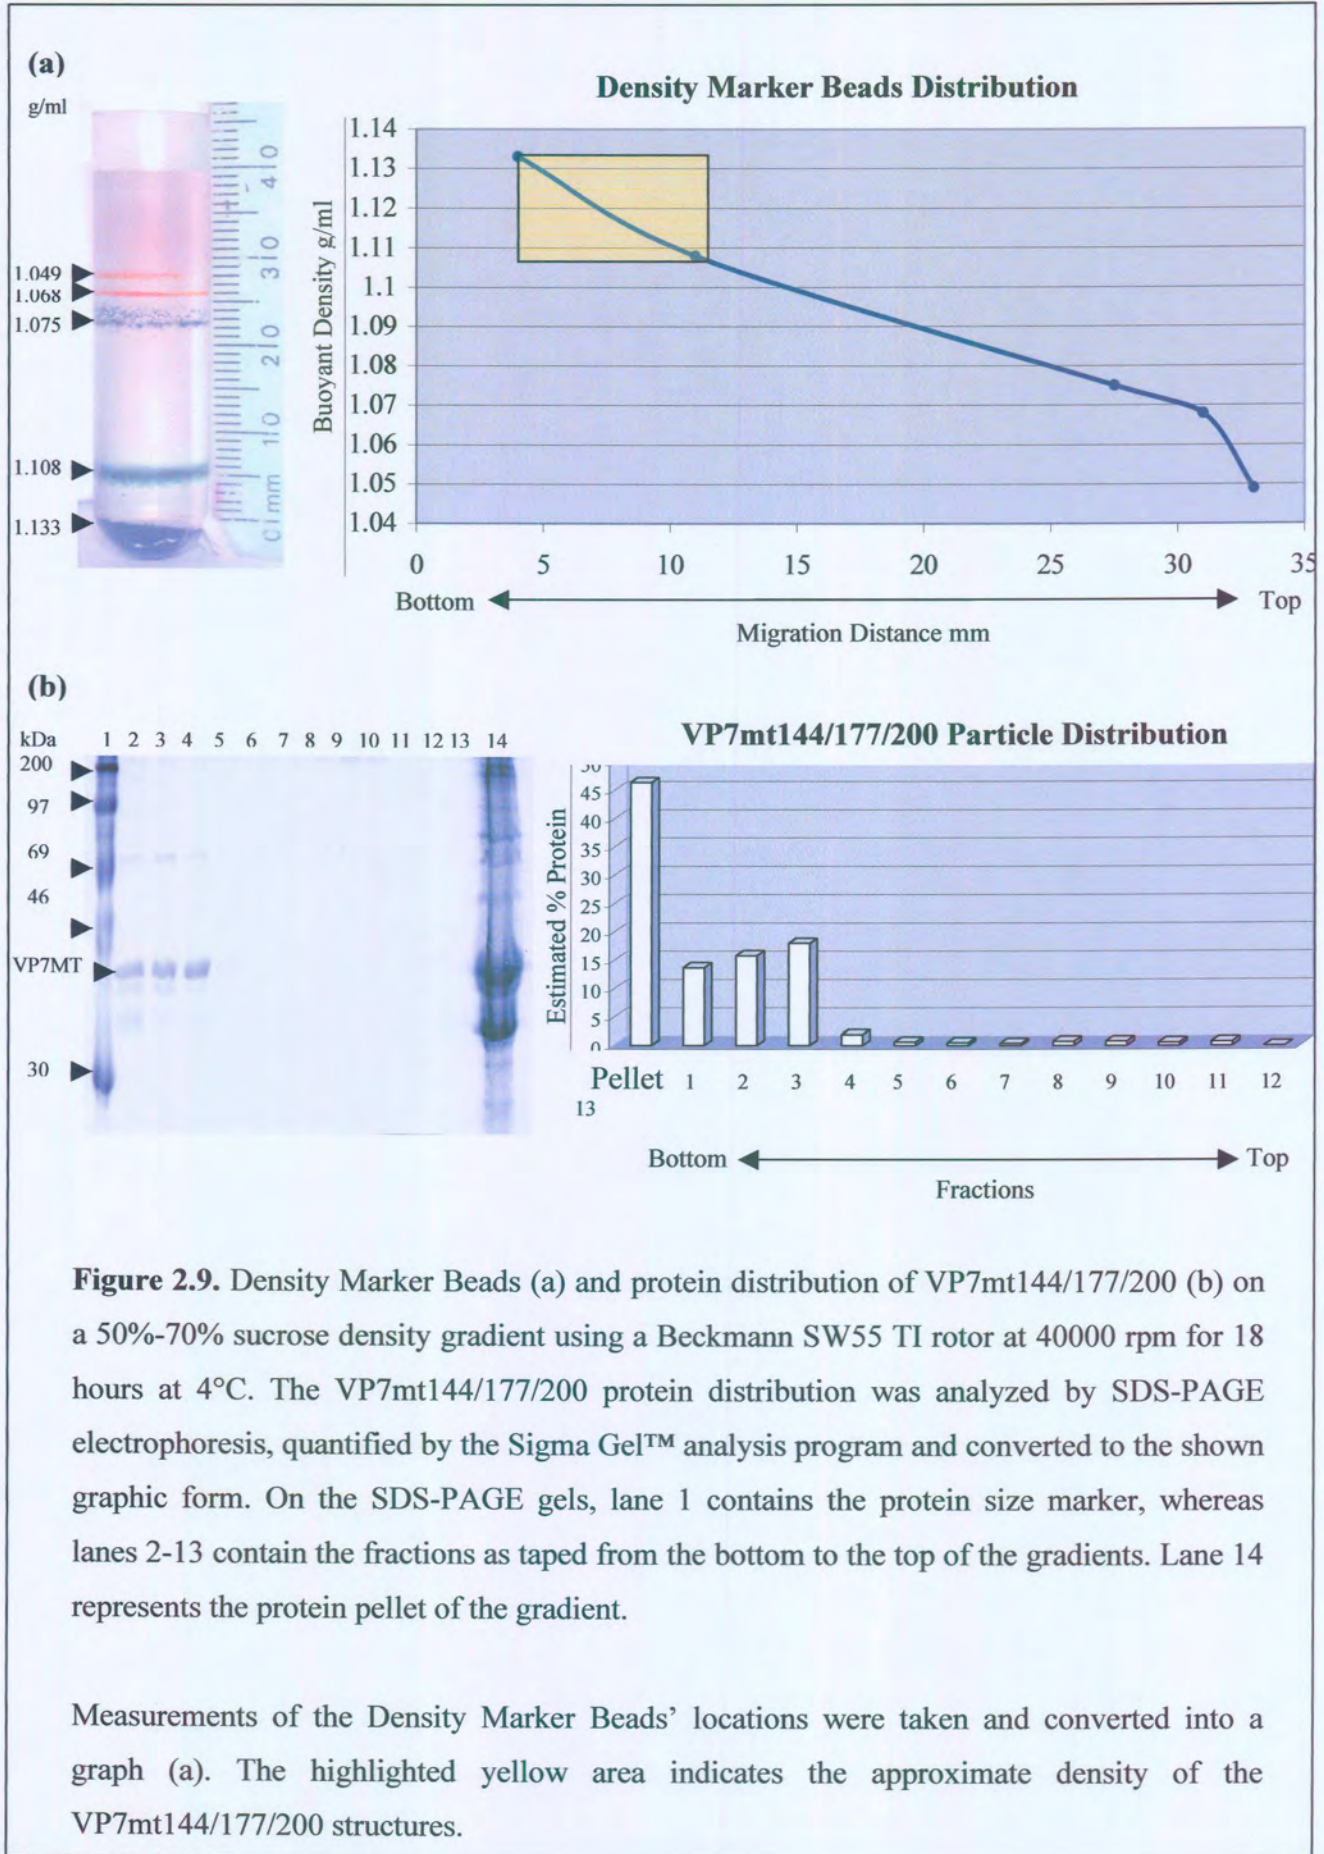 (a)
g/ml
1.049
1.068
1.075
1.108
1.133
0 1mm 10 20 30 40
Density Marker Beads Distribution
Buoyant Density g/ml
1.14
1.13
1.12
1.11
1.1
1.09
1.08
1.07
1.06
1.05
1.04
0 5 10 15 20 25 30 35
Bottom Top
Migration Distance mm
(b)
kDa 1 2 3 4 5 6 7 8 9 10 11 12 13 14
200
97
69
46
VP7MT
30
VP7mt144/177/200 Particle Distribution
Estimated % Protein
50
45
40
35
30
25
20
15
10
5
0
Pellet 1 2 3 4 5 6 7 8 9 10 11 12
13
Bottom Top
Fractions
Figure 2.9. Density Marker Beads (a) and protein distribution of VP7mt144/177/200 (b) on
a 50%-70% sucrose density gradient using a Beckmann SW55 TI rotor at 40000 rpm for 18
hours at 4°C. The VP7mt144/177/200 protein distribution was analyzed by SDS-PAGE
electrophoresis, quantified by the Sigma Gel™ analysis program and converted to the shown
graphic form. On the SDS-PAGE gels, lane 1 contains the protein size marker, whereas
lanes 2-13 contain the fractions as taped from the bottom to the top of the gradients. Lane 14
represents the protein pellet of the gradient.
Measurements of the Density Marker Beads' locations were taken and converted into a
graph (a). The highlighted yellow area indicates the approximate density of the
VP7mt144/177/200 structures.